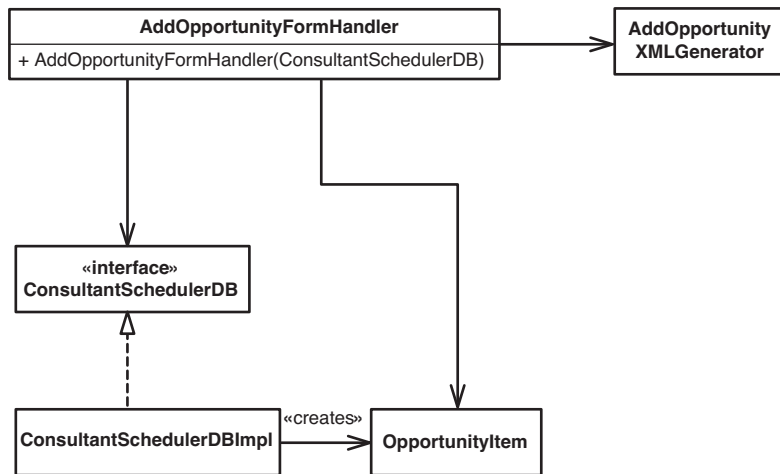 AddOpportunityFormHandler
+ AddOpportunityFormHandler(ConsultantSchedulerDB)
AddOpportunity
XMLGenerator
«interface»
ConsultantSchedulerDB
ConsultantSchedulerDBImpl
«creates»
OpportunityItem